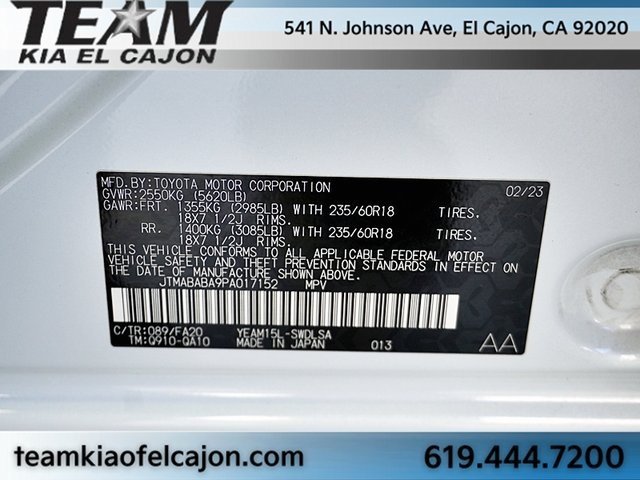 TEAM
KIA EL CAJON
541 N. Johnson Ave, El Cajon, CA 92020
MFD.BY:TOYOTA MOTOR CORPORATION 02/23
GVWR:2550KG (5620LB)
GAWR:FRT. 1355KG (2985LB) WITH 235/60R18 TIRES.
18X7 1/2J RIMS.
RR. 1400KG (3085LB) WITH 235/60R18 TIRES.
18X7 1/2J RIMS.
THIS VEHICLE CONFORMS TO ALL APPLICABLE FEDERAL MOTOR
VEHICLE SAFETY AND THEFT PREVENTION STANDARDS IN EFFECT ON
THE DATE OF MANUFACTURE SHOWN ABOVE.
JTMABABA9PA017152 MPV
C/TR:089/FA20 YEAM15L-SWDLSA
TM:Q910-QA10 MADE IN JAPAN 013 AA
teamkiaofelcajon.com 619.444.7200